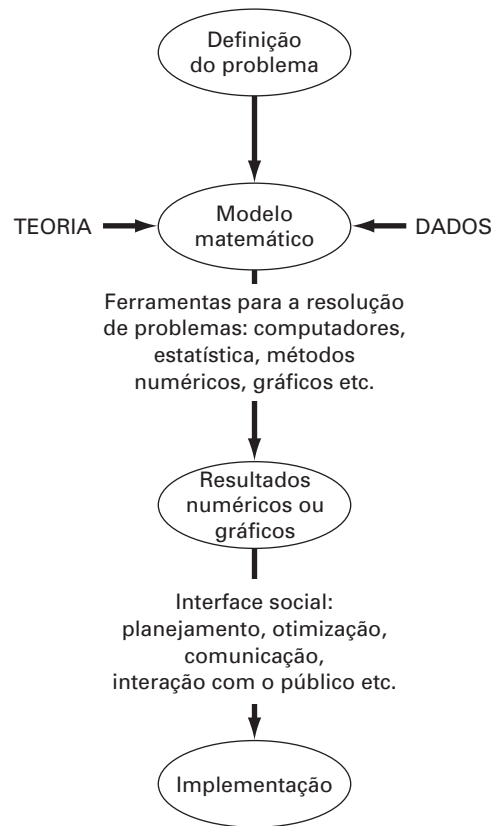 Definição
do problema
TEORIA
Modelo
matemático
DADOS
Ferramentas para a resolução
de problemas: computadores,
estatística, métodos
numéricos, gráficos etc.
Resultados
numéricos ou
gráficos
Interface social:
planejamento, otimização,
comunicação,
interação com o público etc.
Implementação